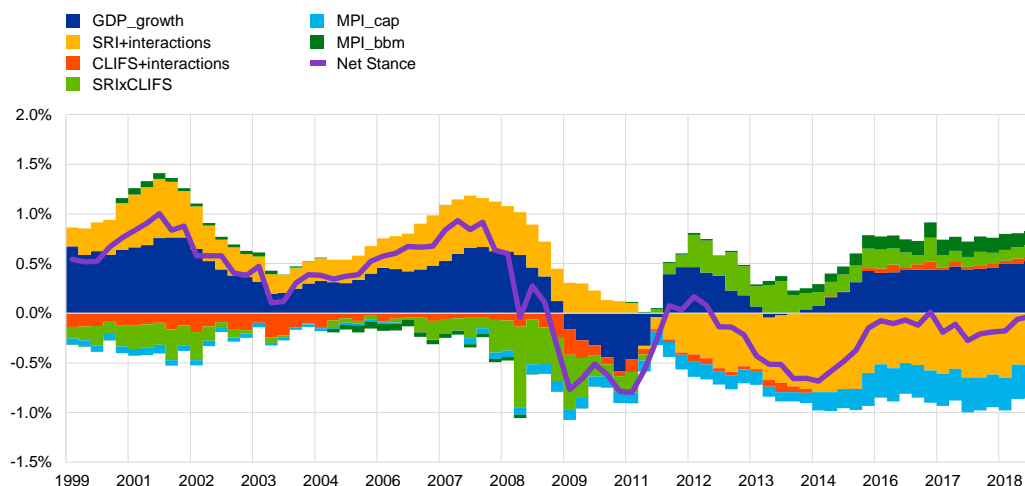 GDP_growth
SRI+interactions
CLIFS+interactions
SRIxCLIFS
MPI_cap
MPI_bbm
Net Stance
2.0%
1.5%
1.0%
0.5%
0.0%
-0.5%
-1.0%
-1.5%
1999 2001 2002 2003 2004 2006 2007 2008 2009 2011 2012 2013 2014 2016 2017 2018